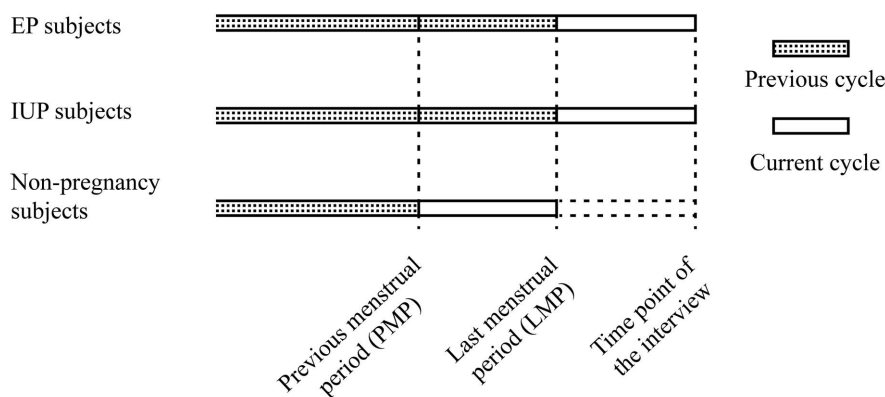 EP subjects
IUP subjects
Non-pregnancy
subjects
Previous cycle
Current cycle
Previous menstrual
period (PMP)
Last menstrual
period (LMP)
Time point of
the interview